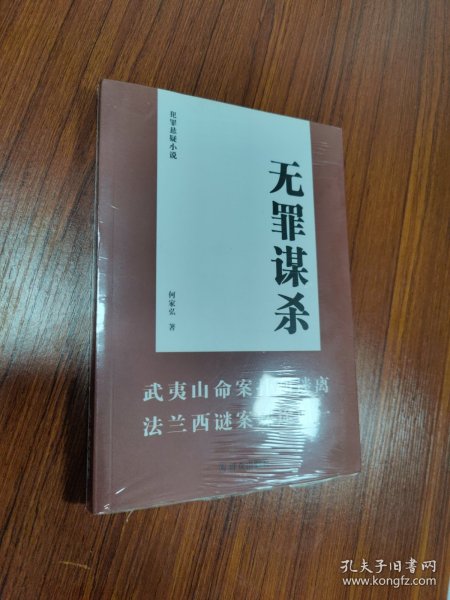 犯罪悬疑小说
无罪谋杀
何家弘 著
武夷山命案 离
法兰西谜案
孔夫子旧书网
www.kongfz.com